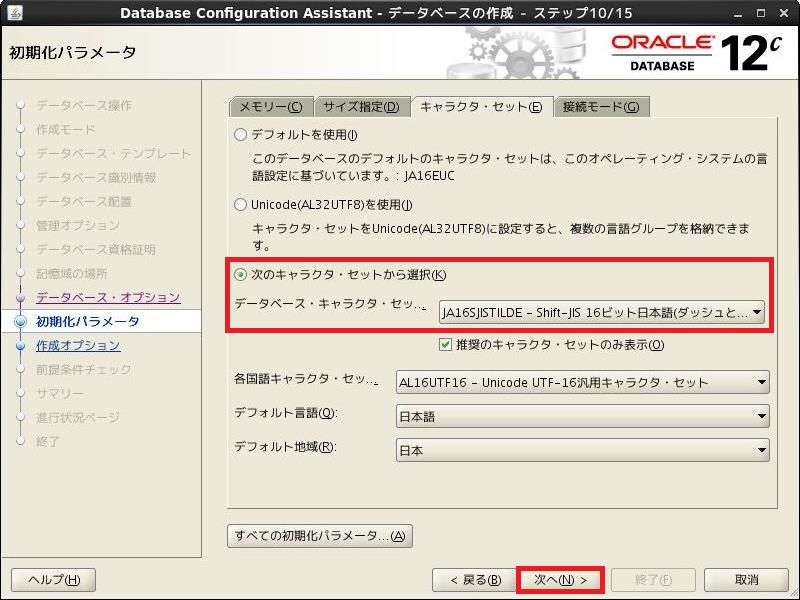 Database Configuration Assistant - データベースの作成 - ステップ10/15
初期化パラメータ
ORACLE
DATABASE
12c
データベース操作
作成モード
データベース・テンプレート
データベース識別情報
データベース配置
管理オプション
データベース資格証明
記憶域の場所
データベース・オプション
初期化パラメータ
作成オプション
前提条件チェック
サマリー
進行状況ページ
終了
メモリー(C) サイズ指定(D) キャラクタ・セット(E) 接続モード(G)
デフォルトを使用(I)
このデータベースのデフォルトのキャラクタ・セットは、このオペレーティング・システムの言
語設定に基づいています。: JA16EUC
Unicode(AL32UTF8)を使用(J)
キャラクタ・セットをUnicode(AL32UTF8)に設定すると、複数の言語グループを格納できま
す。
次のキャラクタ・セットから選択(K)
データベース・キャラクタ・セッ... JA16SJISTILDE - Shift-JIS 16ビット日本語(ダッシュと...
推奨のキャラクタ・セットのみ表示(O)
各国語キャラクタ・セッ... AL16UTF16 - Unicode UTF-16汎用キャラクタ・セット
デフォルト言語(Q): 日本語
デフォルト地域(R): 日本
すべての初期化パラメータ...(A)
ヘルプ(H) < 戻る(B) 次へ(N) > 終了(F) 取消